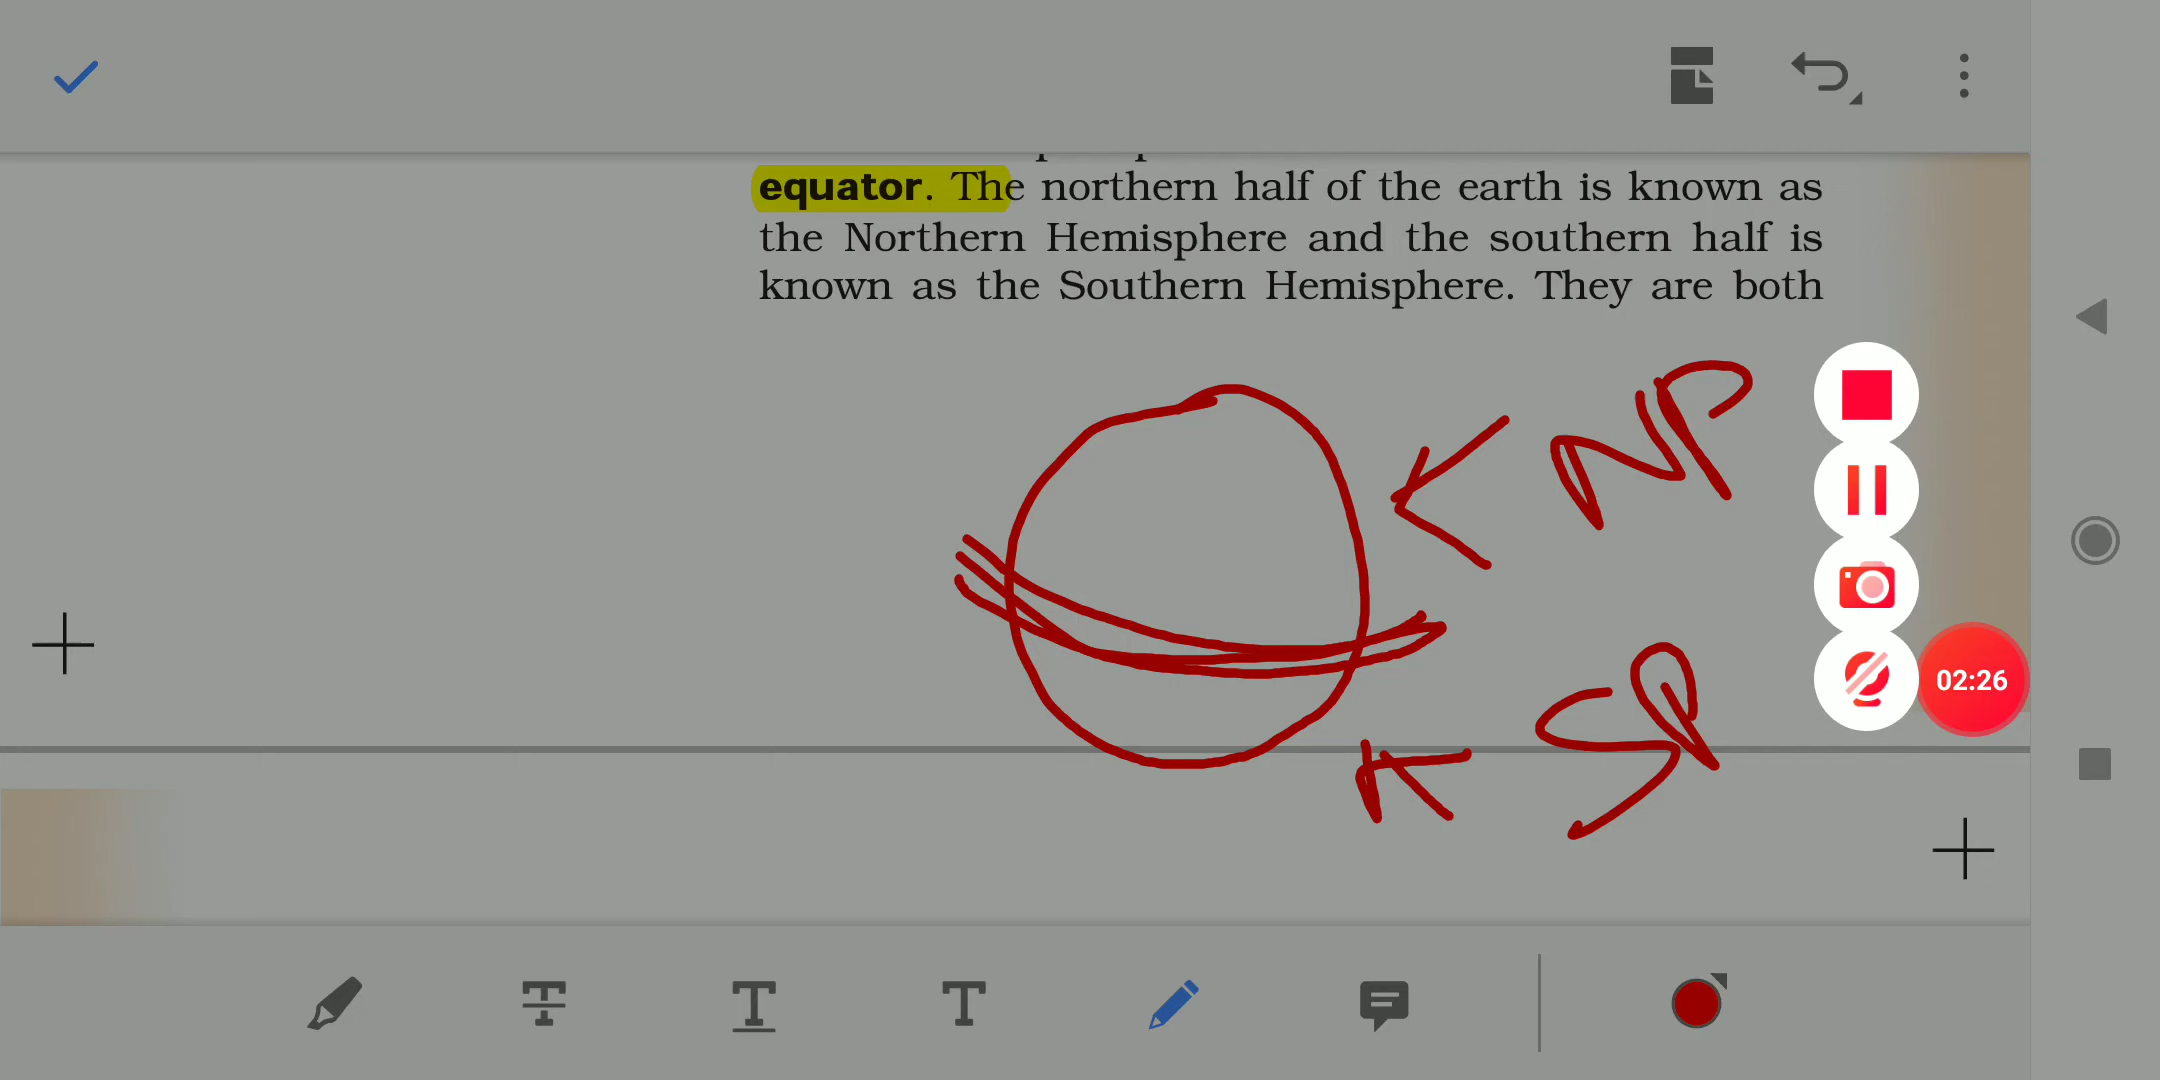 equator. The northern half of the earth is known as
the Northern Hemisphere and the southern half is
known as the Southern Hemisphere. They are both
NP
SP
02:26